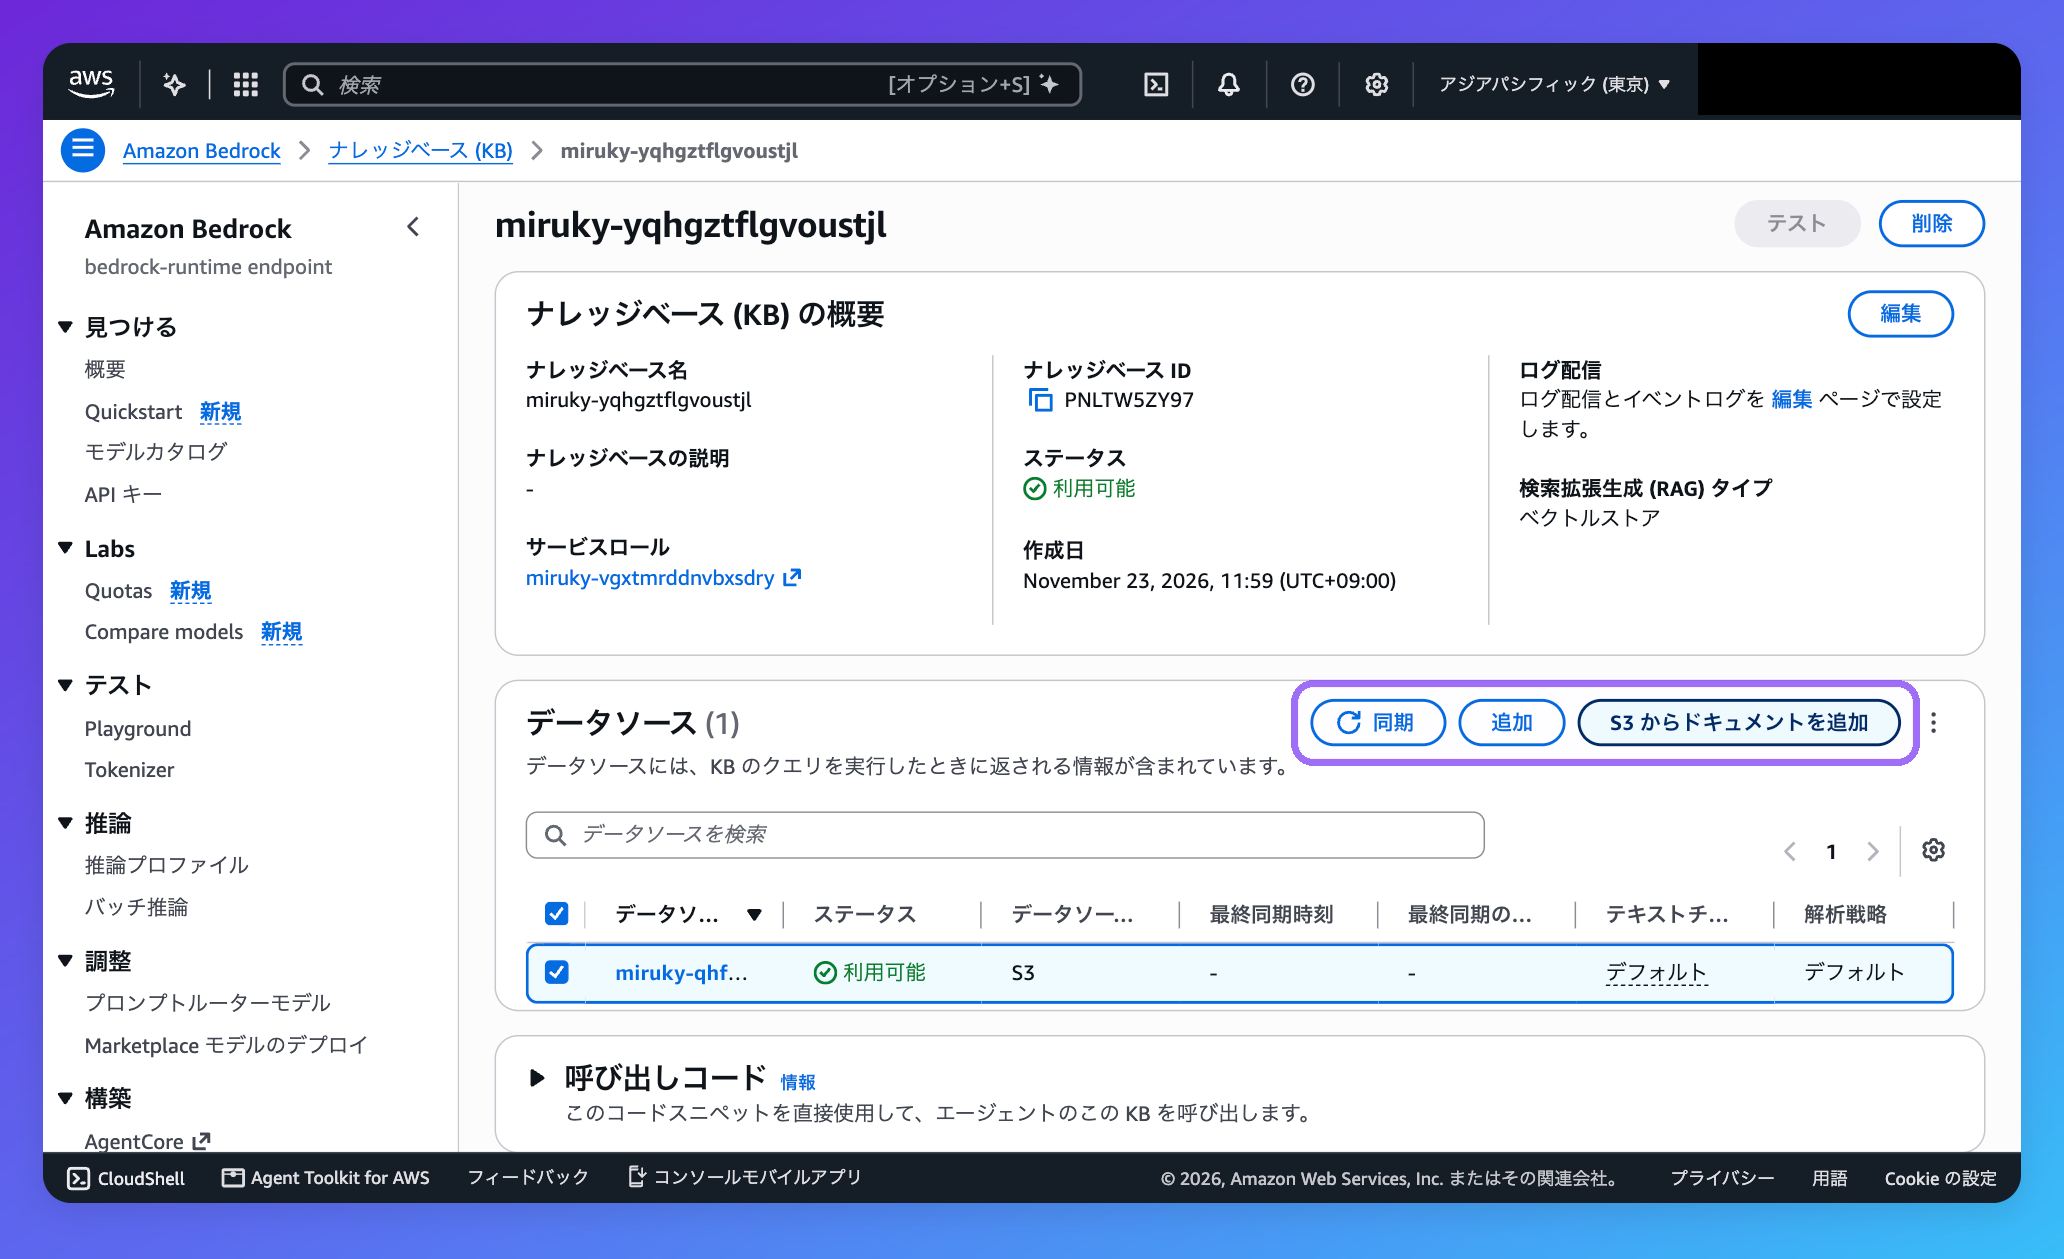 aws
検索 [オプション+S]
アジアパシフィック (東京) ▼
Amazon Bedrock > ナレッジベース (KB) > miruky-yqhgztflgvoustjl
Amazon Bedrock
bedrock-runtime endpoint
見つける
概要
Quickstart 新規
モデルカタログ
API キー
Labs
Quotas 新規
Compare models 新規
テスト
Playground
Tokenizer
推論
推論プロファイル
バッチ推論
調整
プロンプトルーターモデル
Marketplace モデルのデプロイ
構築
AgentCore
miruky-yqhgztflgvoustjl
テスト 削除
ナレッジベース (KB) の概要
編集
ナレッジベース名
miruky-yqhgztflgvoustjl
ナレッジベースの説明
-
サービスロール
miruky-vgxtmrddnvbxsdry
ナレッジベース ID
PNLTW5ZY97
ステータス
利用可能
作成日
November 23, 2026, 11:59 (UTC+09:00)
ログ配信
ログ配信とイベントログを 編集 ページで設定
します。
検索拡張生成 (RAG) タイプ
ベクトルストア
データソース (1)
同期 追加 S3 からドキュメントを追加
データソースには、KB のクエリを実行したときに返される情報が含まれています。
データソースを検索
1
データソ... ステータス データソー... 最終同期時刻 最終同期の... テキストチ... 解析戦略
miruky-qhf... 利用可能 S3 - - デフォルト デフォルト
呼び出しコード 情報
このコードスニペットを直接使用して、エージェントのこの KB を呼び出します。
CloudShell Agent Toolkit for AWS フィードバック コンソールモバイルアプリ © 2026, Amazon Web Services, Inc. またはその関連会社。 プライバシー 用語 Cookie の設定